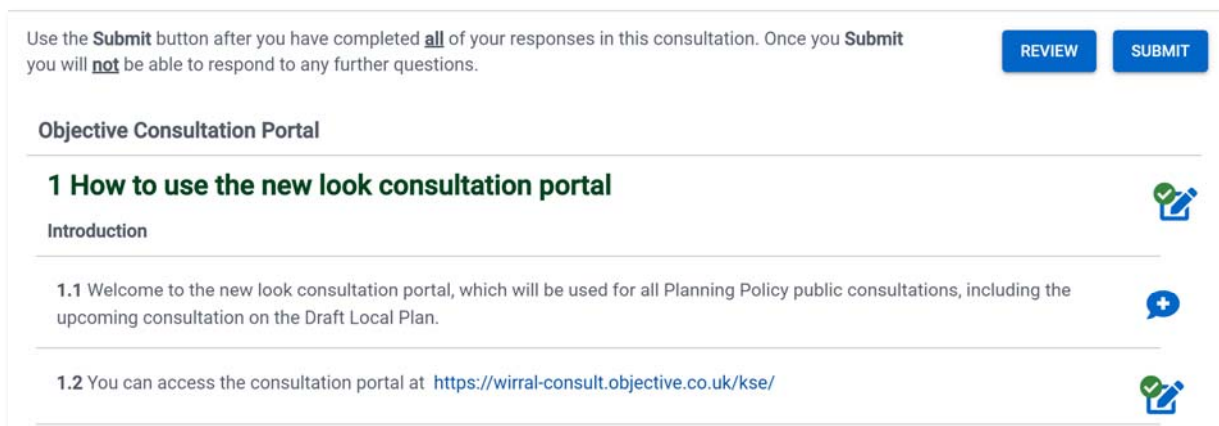 Use the Submit button after you have completed all of your responses in this consultation. Once you Submit
you will not be able to respond to any further questions.
REVIEW
SUBMIT
Objective Consultation Portal
1 How to use the new look consultation portal
Introduction
1.1 Welcome to the new look consultation portal, which will be used for all Planning Policy public consultations, including the
upcoming consultation on the Draft Local Plan.
1.2 You can access the consultation portal at https://wirral-consult.objective.co.uk/kse/